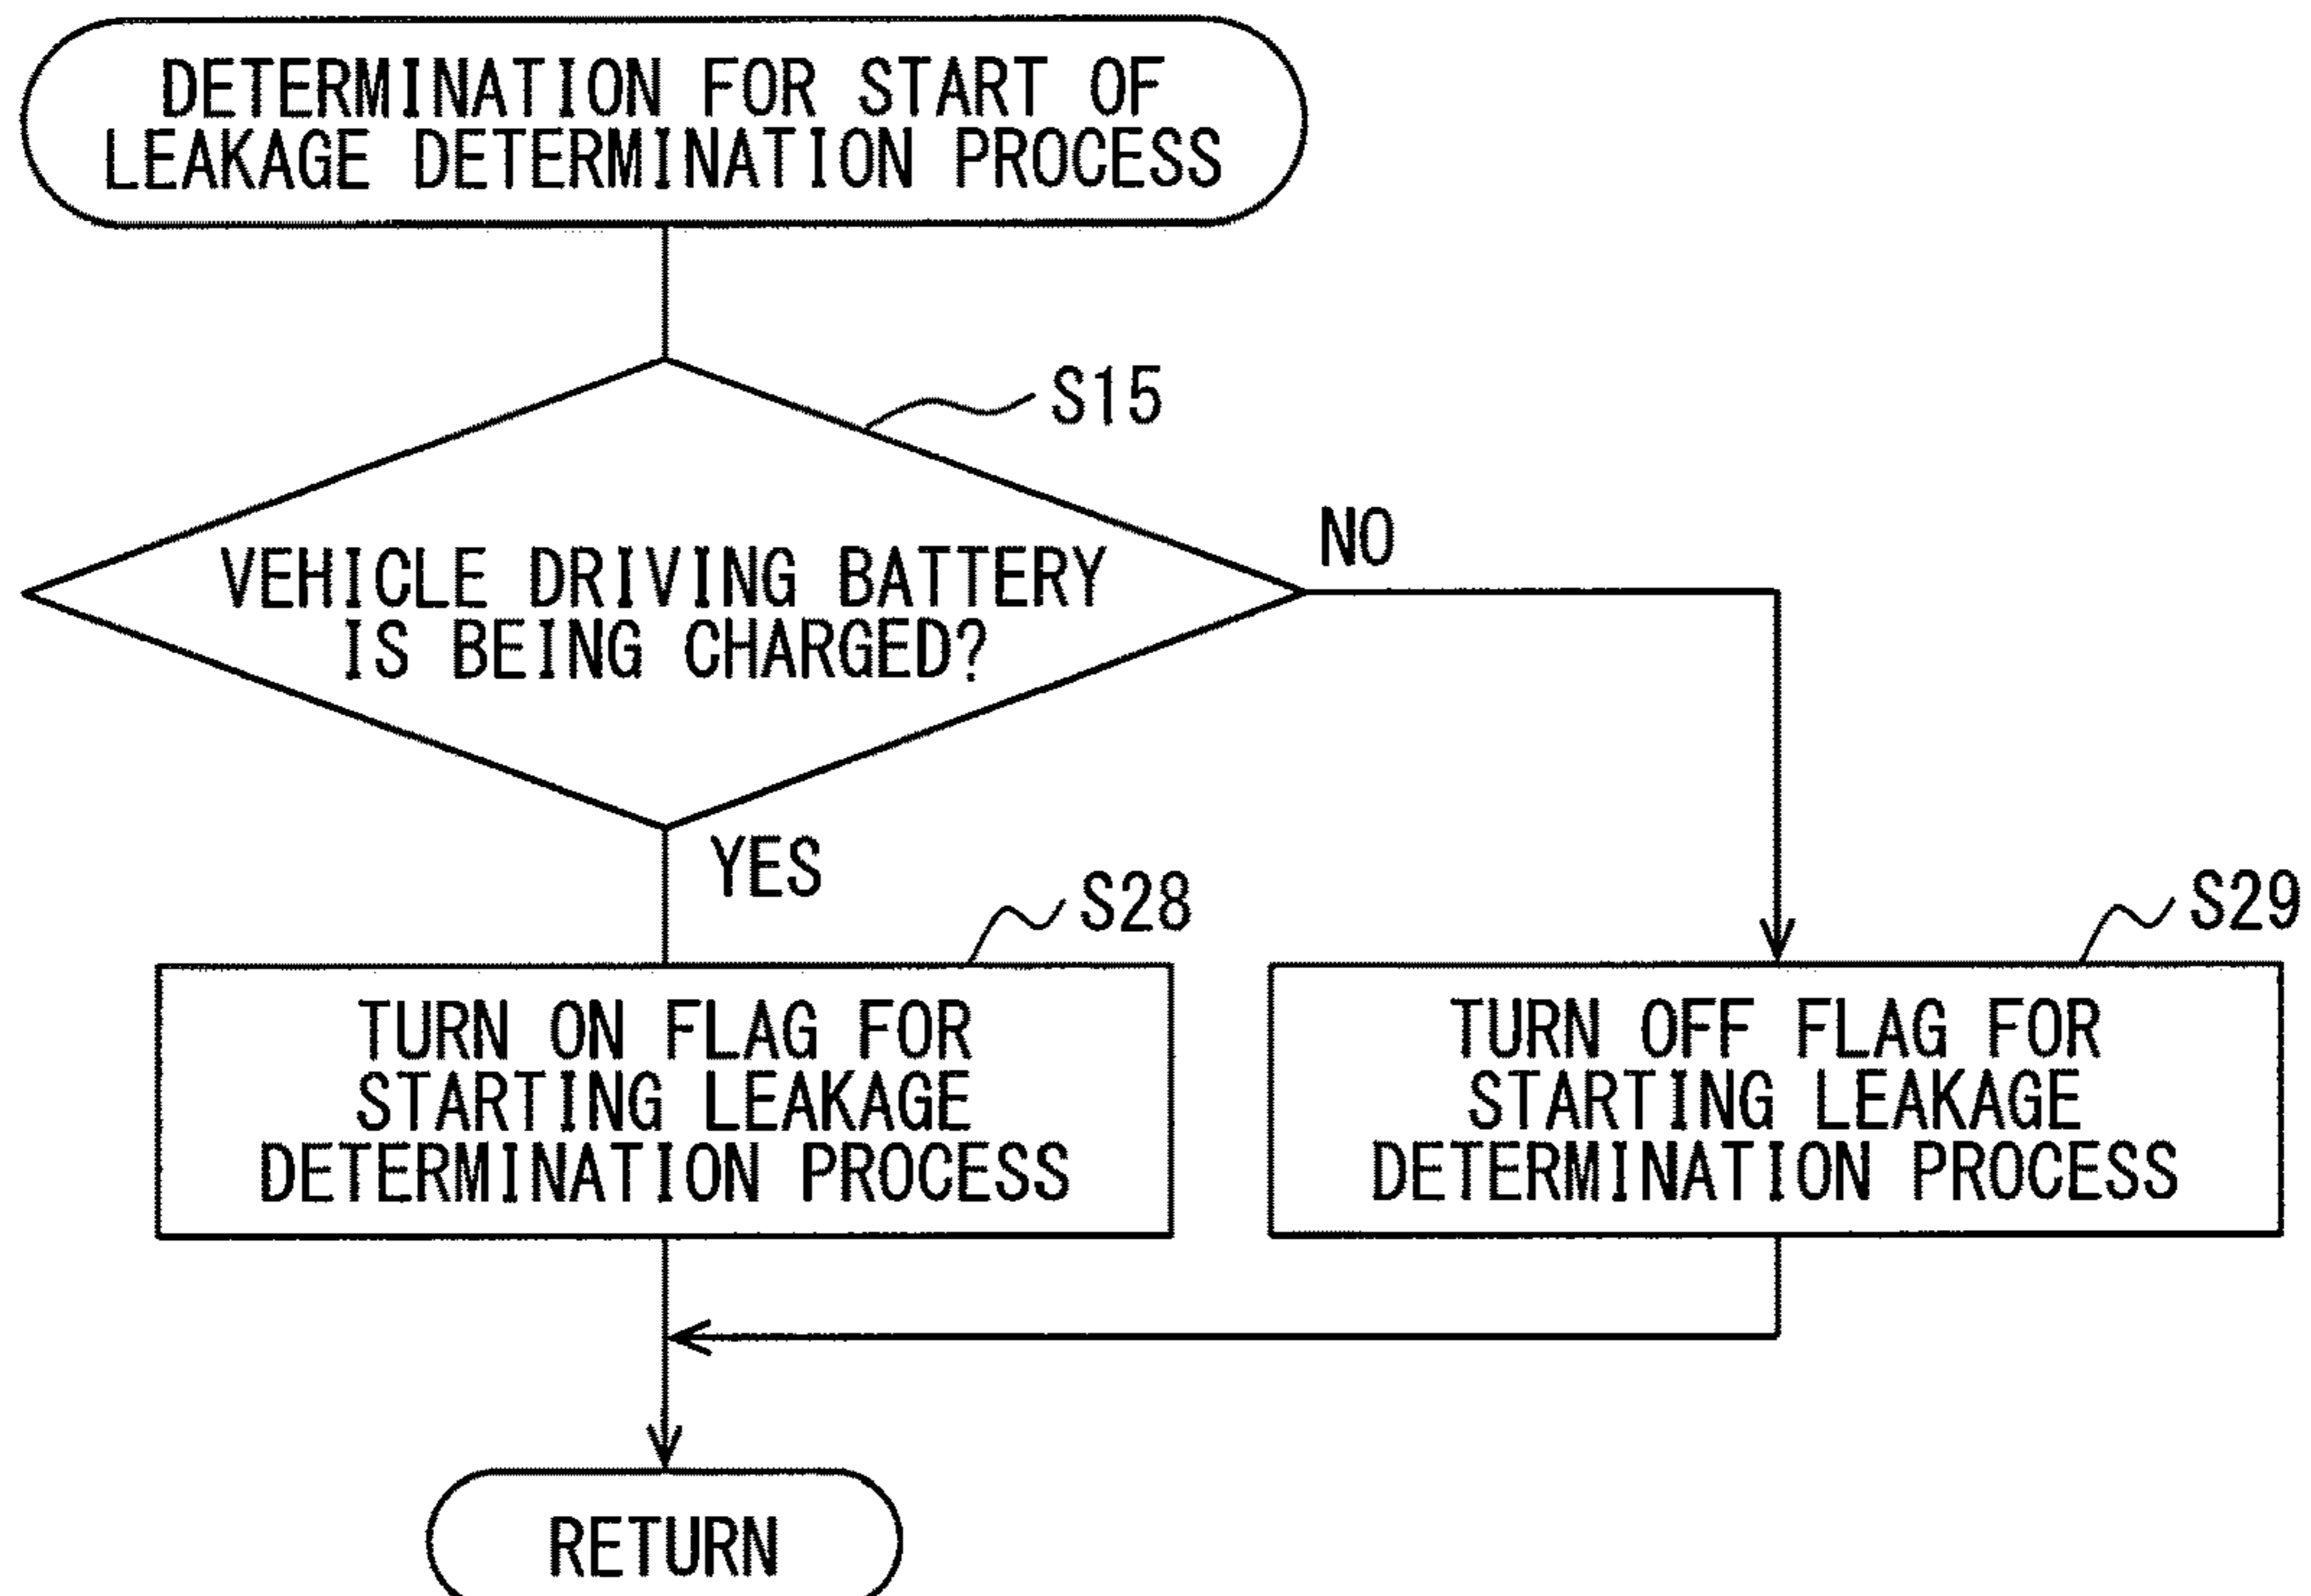 DETERMINATION FOR START OF
LEAKAGE DETERMINATION PROCESS
S15
VEHICLE DRIVING BATTERY
IS BEING CHARGED?
NO
YES
S28
TURN ON FLAG FOR
STARTING LEAKAGE
DETERMINATION PROCESS
S29
TURN OFF FLAG FOR
STARTING LEAKAGE
DETERMINATION PROCESS
RETURN